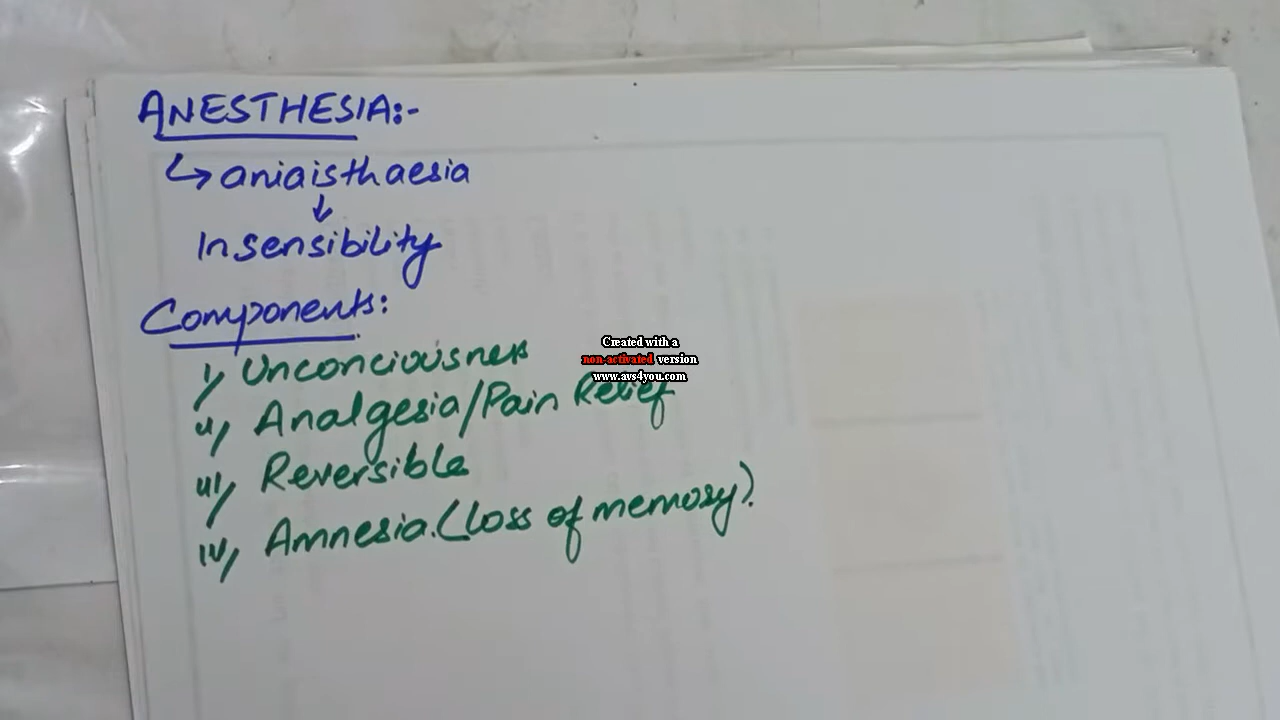 ANESTHESIA:-
↳ aniaisthaesia
↓
Insensibility
Components:
i, Unconciousness
ii, Analgesia/Pain Relief
iii, Reversible
iv, Amnesia.(loss of memory).
Created with a
non-activated version
www.avs4you.com